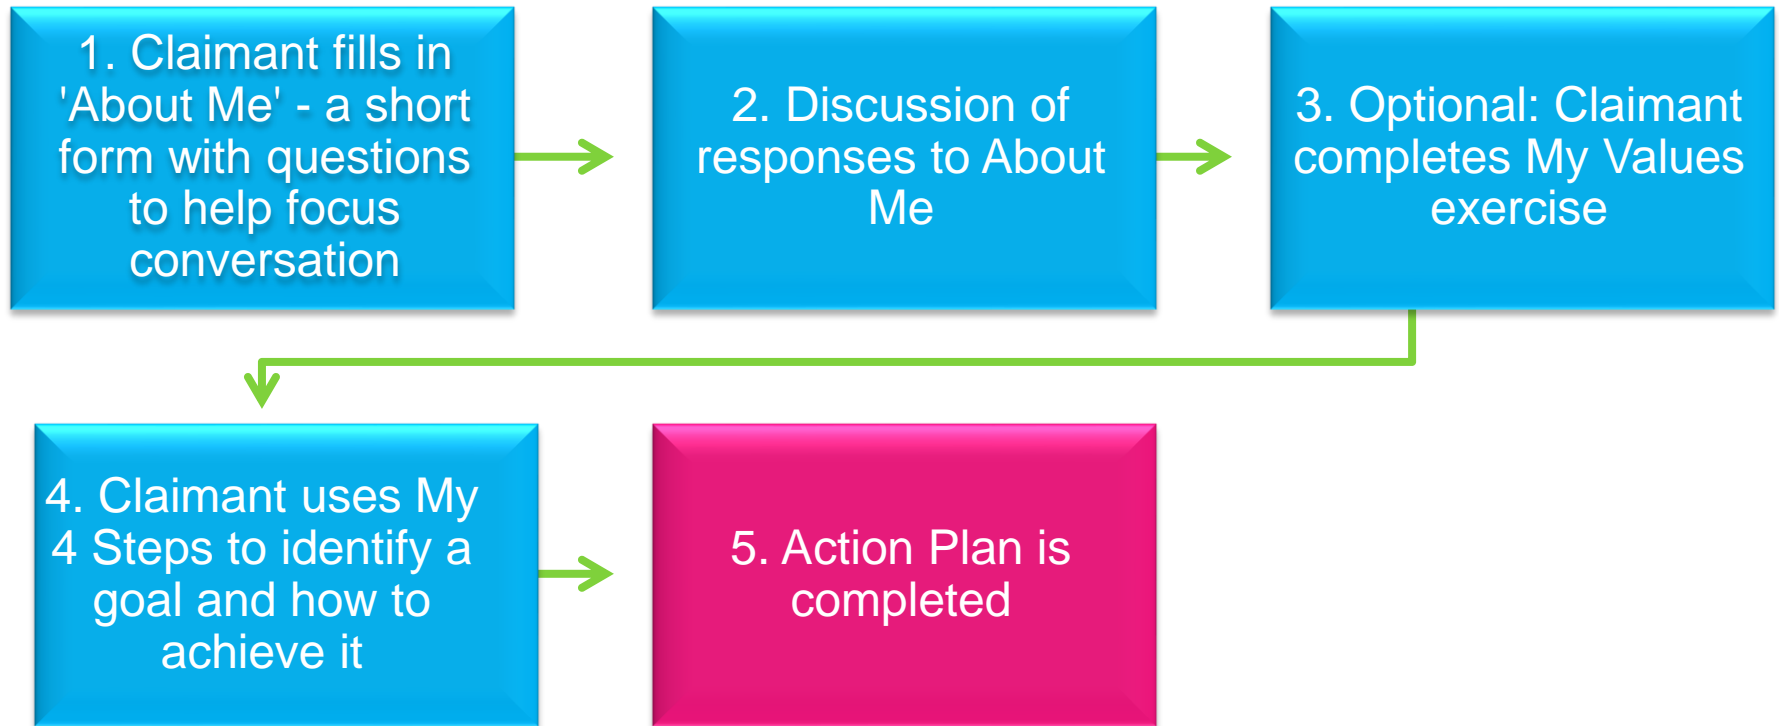 1. Claimant fills in
'About Me' - a short
form with questions
to help focus
conversation
2. Discussion of
responses to About
Me
3. Optional: Claimant
completes My Values
exercise
4. Claimant uses My
4 Steps to identify a
goal and how to
achieve it
5. Action Plan is
completed